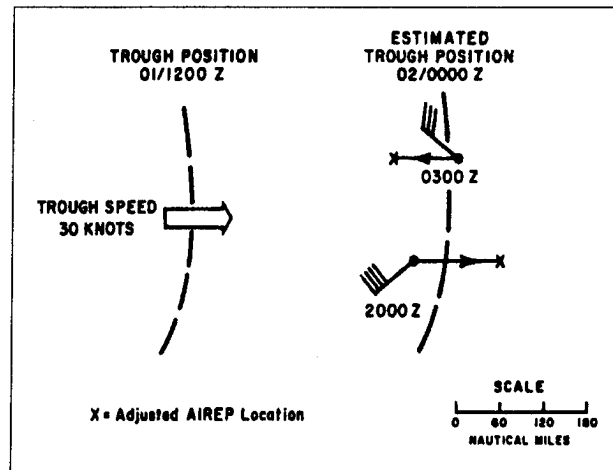 TROUGH POSITION
01/1200 Z
ESTIMATED
TROUGH POSITION
02/0000 Z
TROUGH SPEED
30 KNOTS
X
0300 Z
X
2000 Z
X = Adjusted AIREP Location
SCALE
0 60 120 180
NAUTICAL MILES